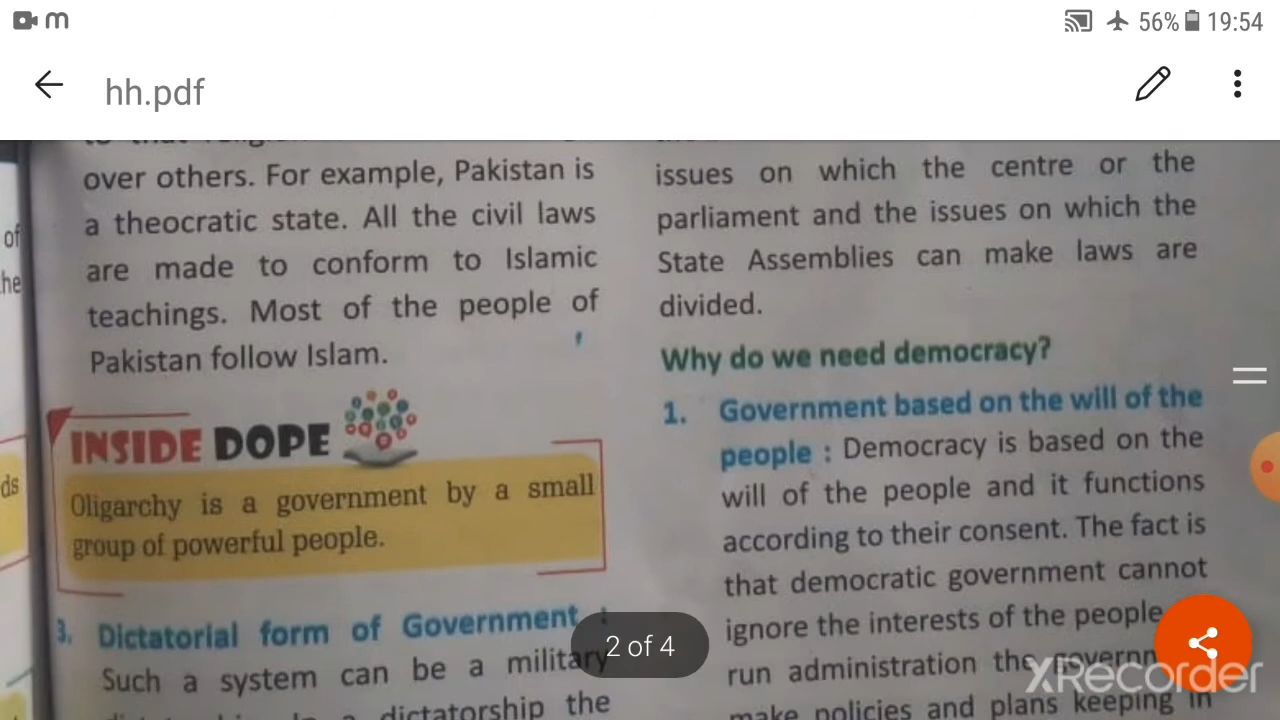 m
56% 19:54
hh.pdf
of
the
ds
over others. For example, Pakistan is
a theocratic state. All the civil laws
are made to conform to Islamic
teachings. Most of the people of
Pakistan follow Islam.
INSIDE DOPE
Oligarchy is a government by a small
group of powerful people.
3. Dictatorial form of Government :
Such a system can be a military
dictatorship the
issues on which the centre or the
parliament and the issues on which the
State Assemblies can make laws are
divided.
Why do we need democracy?
1. Government based on the will of the
people : Democracy is based on the
will of the people and it functions
according to their consent. The fact is
that democratic government cannot
ignore the interests of the people
run administration the
make policies and plans keeping in
2 of 4
XRecorder